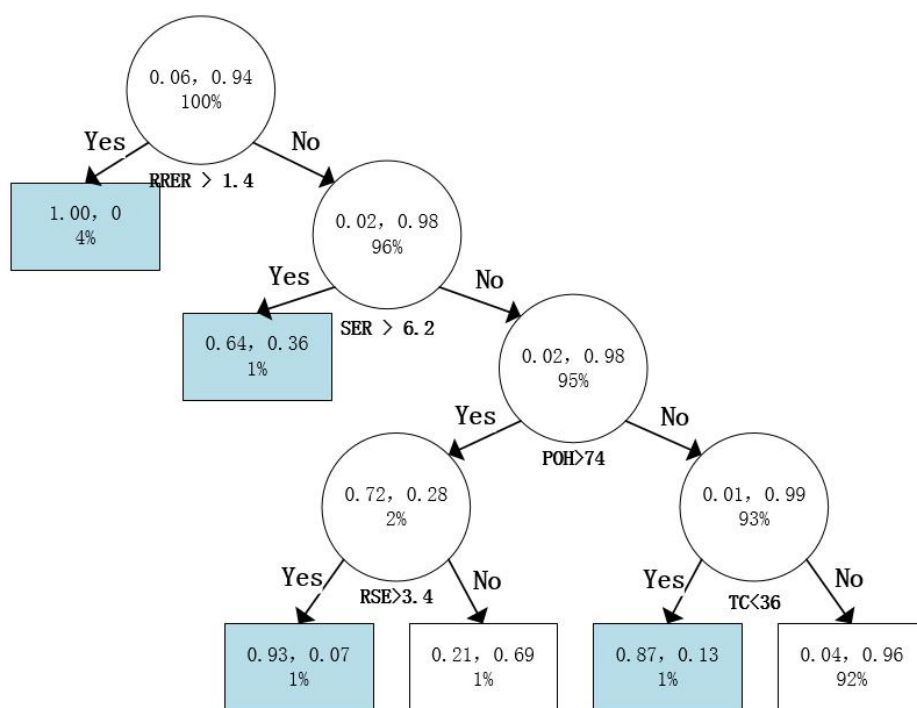 0.06, 0.94
100%
Yes
No
RRER > 1.4
1.00, 0
4%
0.02, 0.98
96%
Yes
No
SER > 6.2
0.64, 0.36
1%
0.02, 0.98
95%
Yes
No
POH>74
0.72, 0.28
2%
0.01, 0.99
93%
Yes
No
RSE>3.4
Yes
No
TC<36
0.93, 0.07
1%
0.21, 0.69
1%
0.87, 0.13
1%
0.04, 0.96
92%